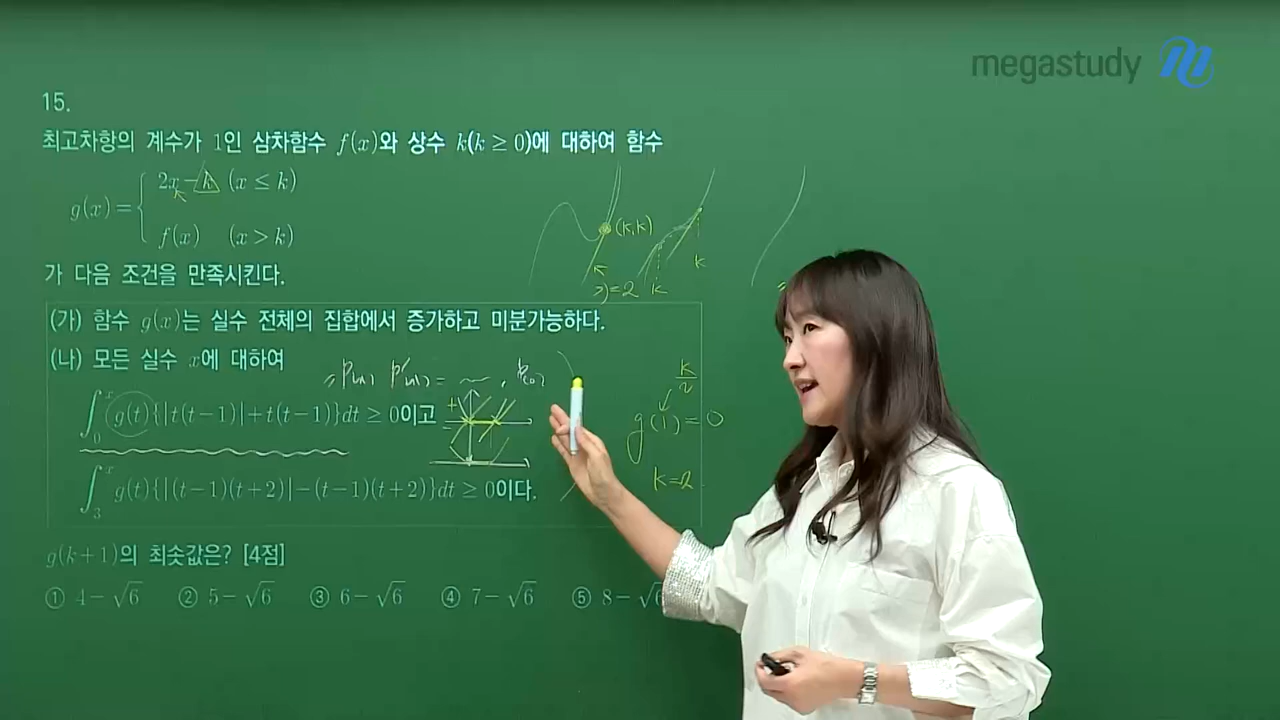 megastudy
15.
최고차항의 계수가 1인 삼차함수 f(x)와 상수 k(k ≥ 0)에 대하여 함수
g(x) = { 2x − k (x ≤ k)
f(x) (x > k)
(k,k)
k
y'=2 k
가 다음 조건을 만족시킨다.
(가) 함수 g(x)는 실수 전체의 집합에서 증가하고 미분가능하다.
(나) 모든 실수 x에 대하여
k/2
∫₀ˣ g(t){|t(t−1)|+t(t−1)}dt ≥ 0이고
g(1)=0
k=2
∫₃ˣ g(t){|(t−1)(t+2)|−(t−1)(t+2)}dt ≥ 0이다.
g(k+1)의 최솟값은? [4점]
① 4−√6 ② 5−√6 ③ 6−√6 ④ 7−√6 ⑤ 8−√6